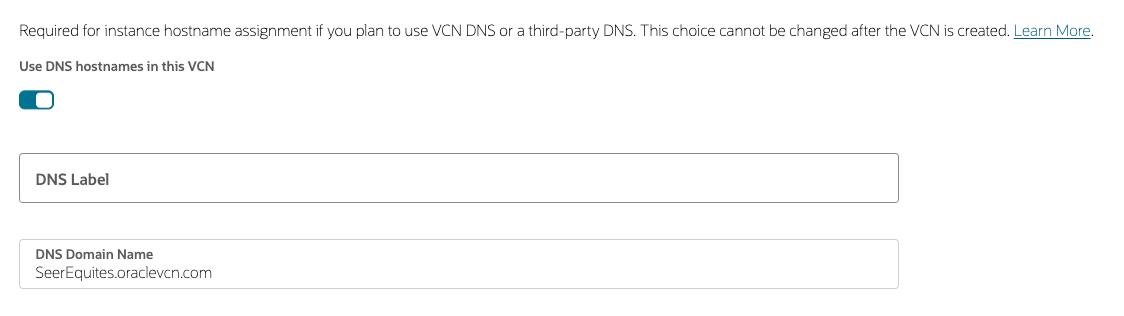 Required for instance hostname assignment if you plan to use VCN DNS or a third-party DNS. This choice cannot be changed after the VCN is created. Learn More.
Use DNS hostnames in this VCN
DNS Label
DNS Domain Name
SeerEquites.oraclevcn.com